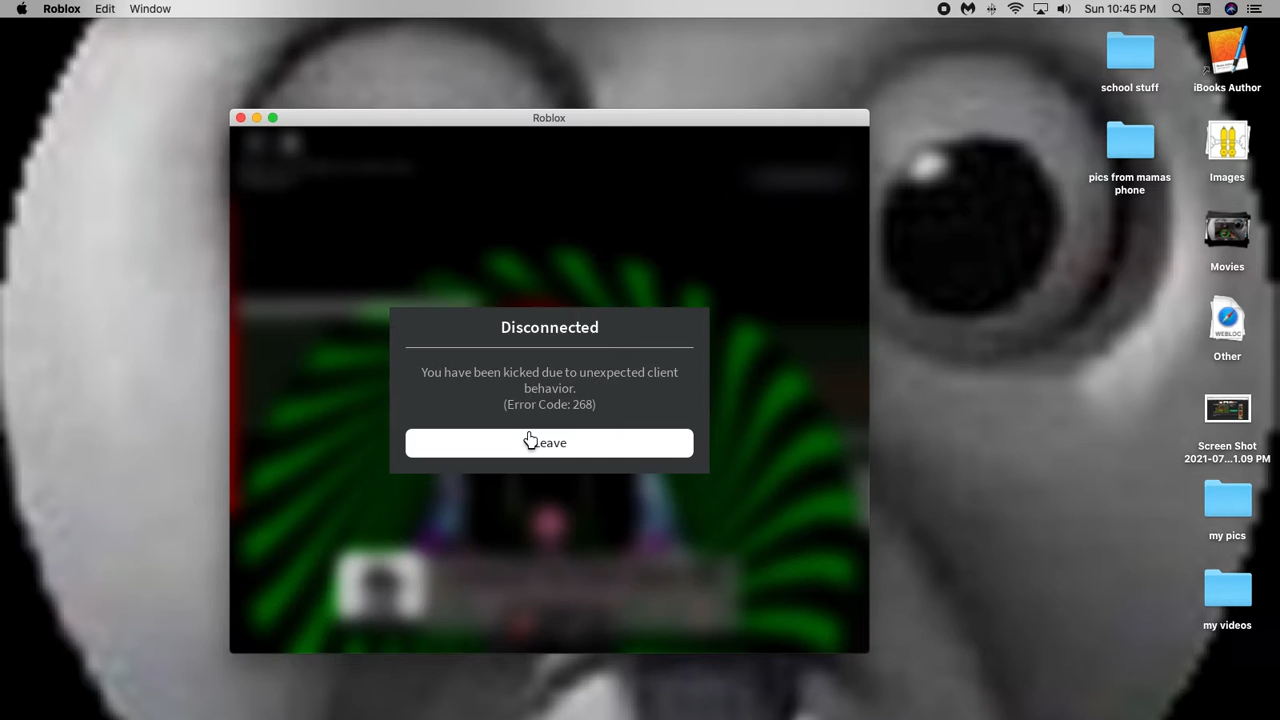 Roblox Edit Window
Sun 10:45 PM
school stuff
iBooks Author
pics from mamas
phone
Images
Movies
WEBLOC
Other
Screen Shot
2021-07...1.09 PM
my pics
my videos
Roblox
Disconnected
You have been kicked due to unexpected client
behavior.
(Error Code: 268)
Leave